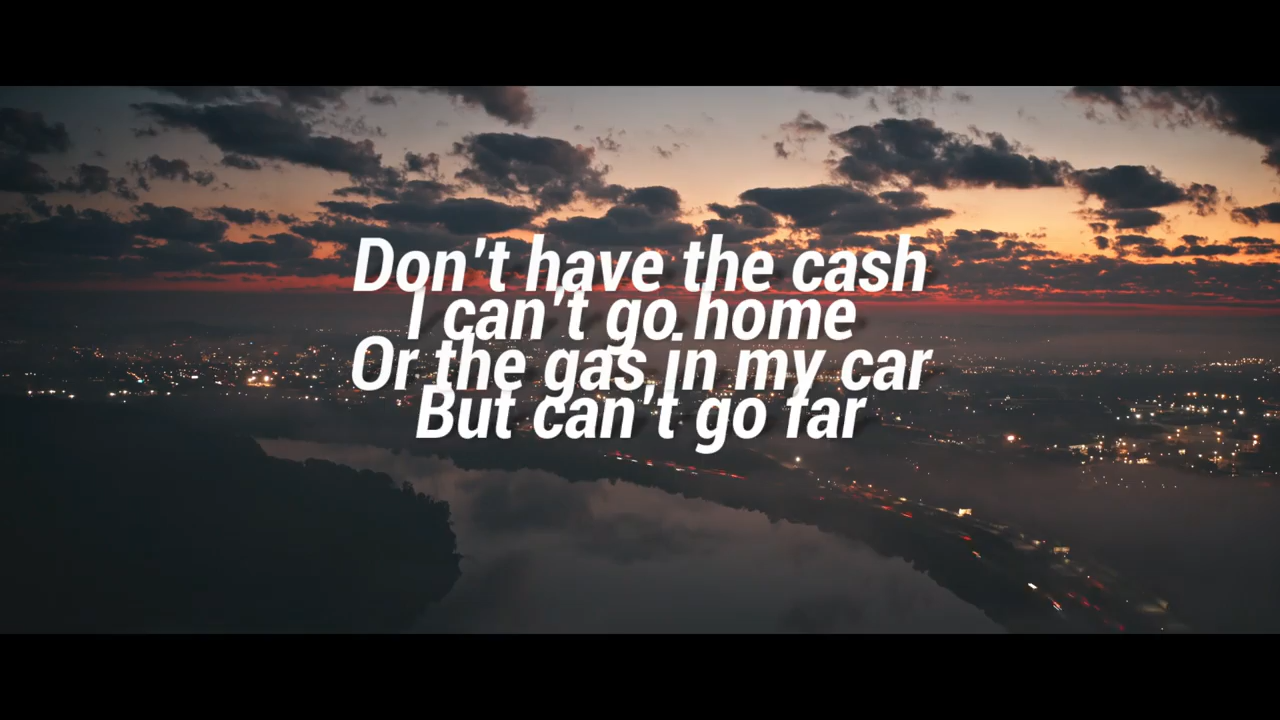 Don't have the cash
I can't go home
Or the gas in my car
But can't go far